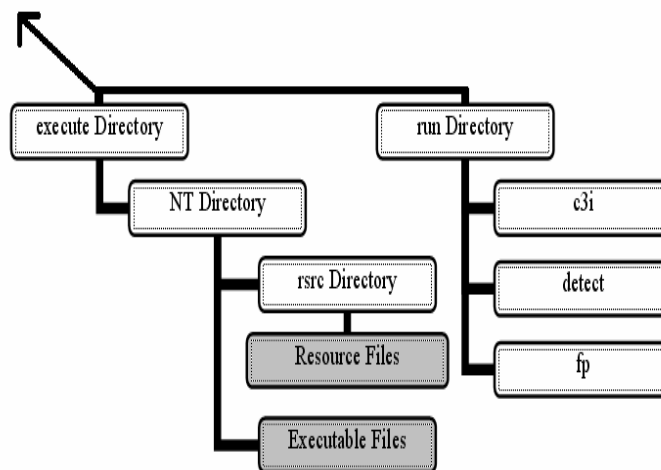 execute Directory
run Directory
NT Directory
c3i
rsrc Directory
detect
Resource Files
fp
Executable Files